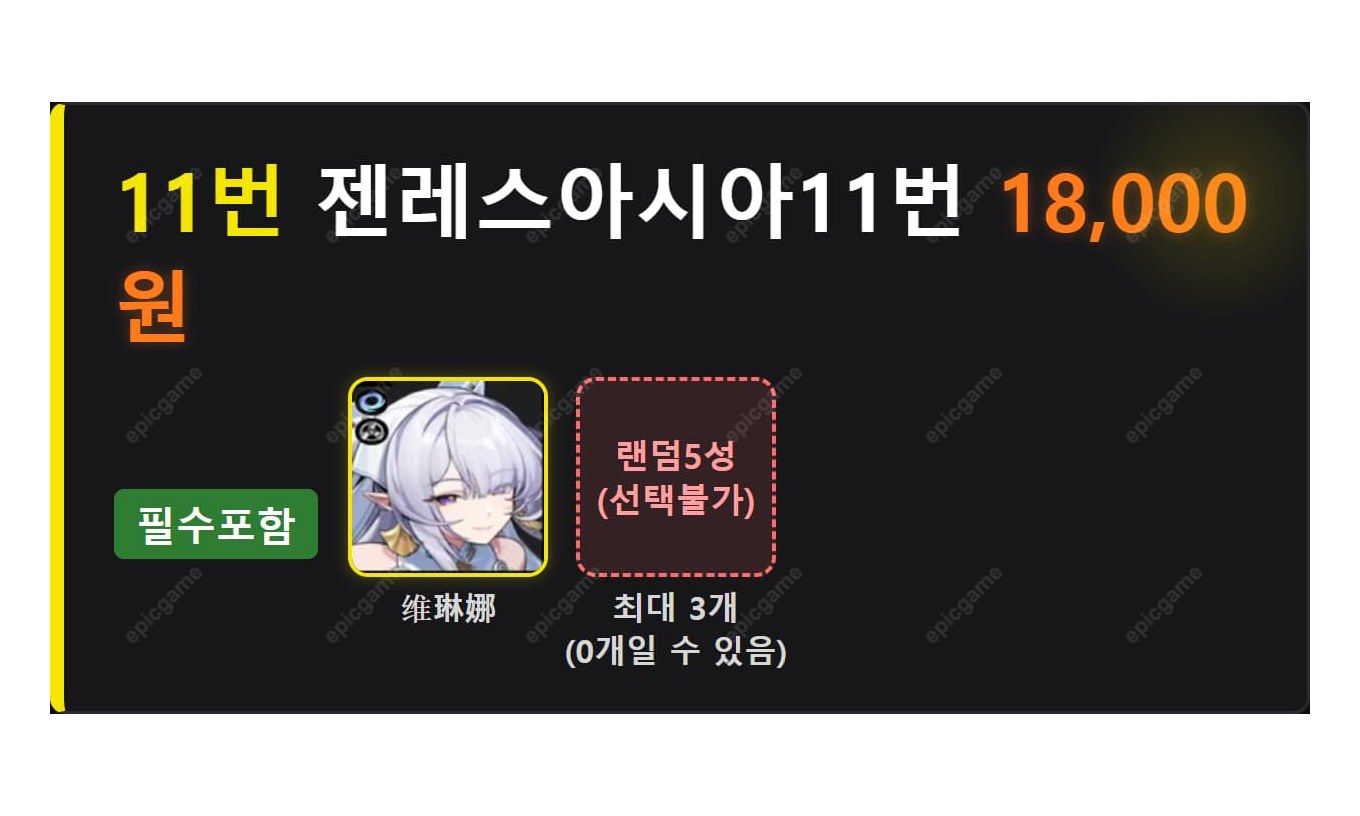 11번 젠레스아시아11번 18,000
원
필수포함
랜덤5성
(선택불가)
维琳娜
최대 3개
(0개일 수 있음)
epicgame